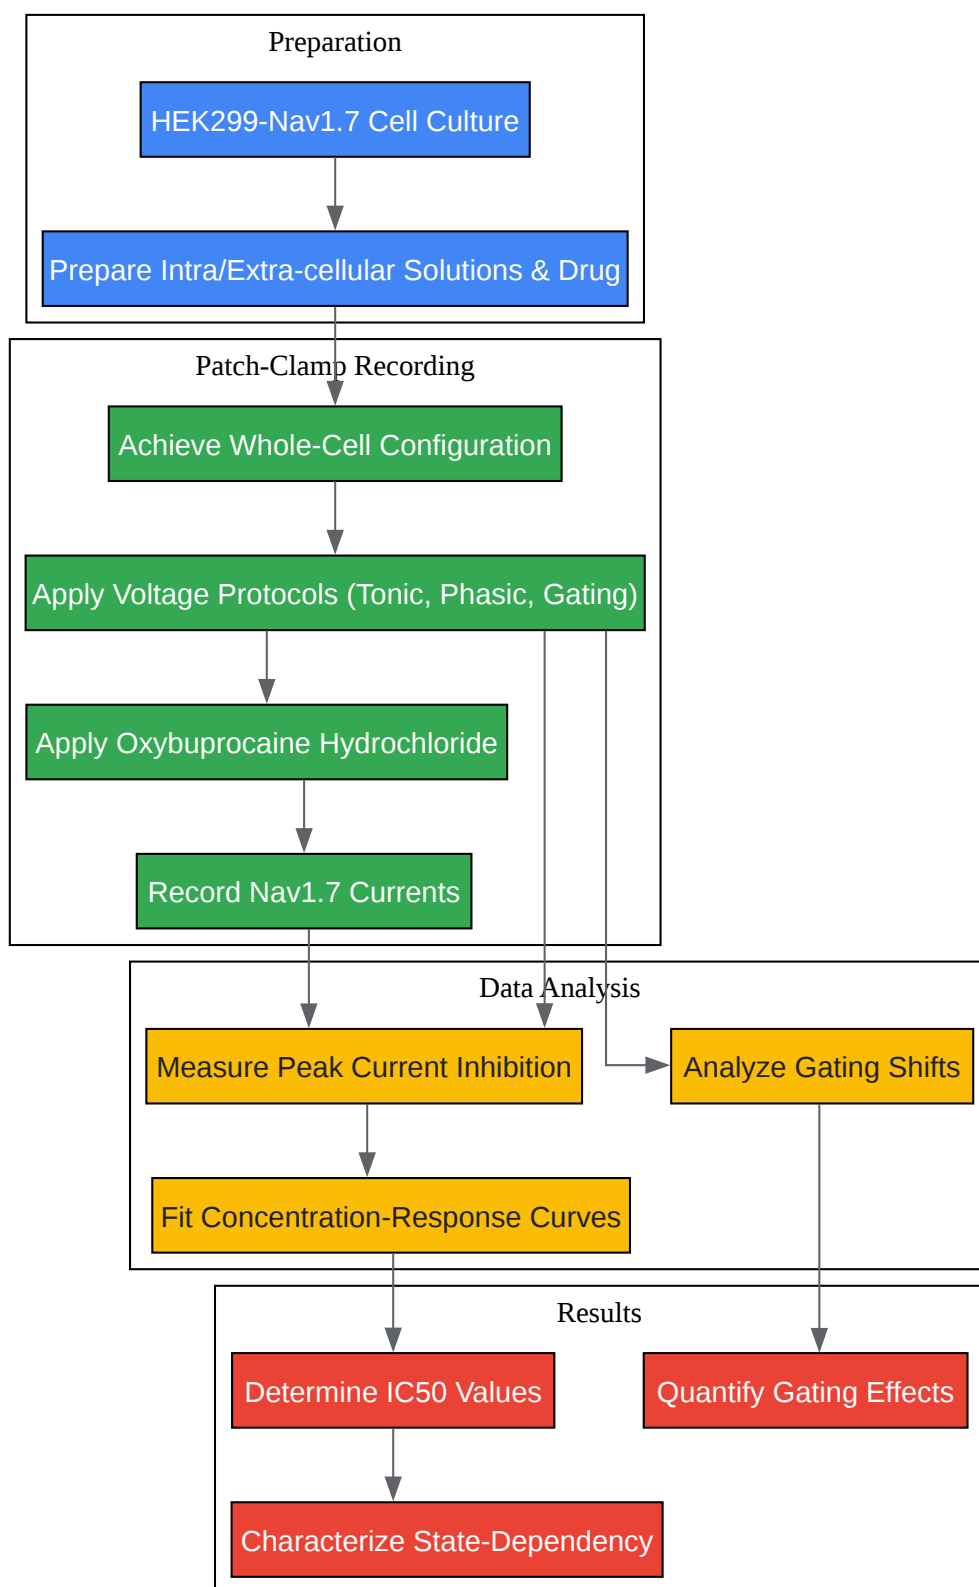 Preparation
HEK299-Nav1.7 Cell Culture
Prepare Intra/Extra-cellular Solutions & Drug
Patch-Clamp Recording
Achieve Whole-Cell Configuration
Apply Voltage Protocols (Tonic, Phasic, Gating)
Apply Oxybuprocaine Hydrochloride
Record Nav1.7 Currents
Data Analysis
Measure Peak Current Inhibition
Analyze Gating Shifts
Fit Concentration-Response Curves
Results
Determine IC50 Values
Quantify Gating Effects
Characterize State-Dependency